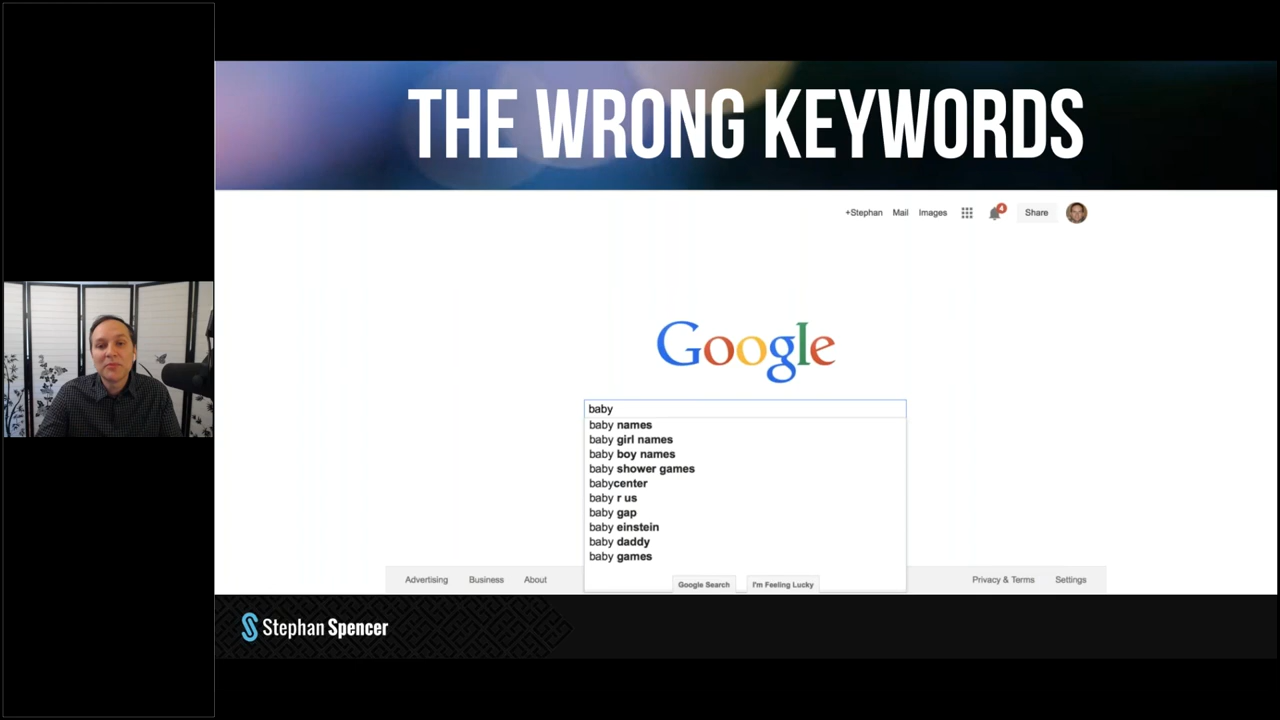 THE WRONG KEYWORDS
+Stephan Mail Images 4 Share
Google
baby
baby names
baby girl names
baby boy names
baby shower games
babycenter
baby r us
baby gap
baby einstein
baby daddy
baby games
Google Search I'm Feeling Lucky
Advertising Business About Privacy & Terms Settings
Stephan Spencer